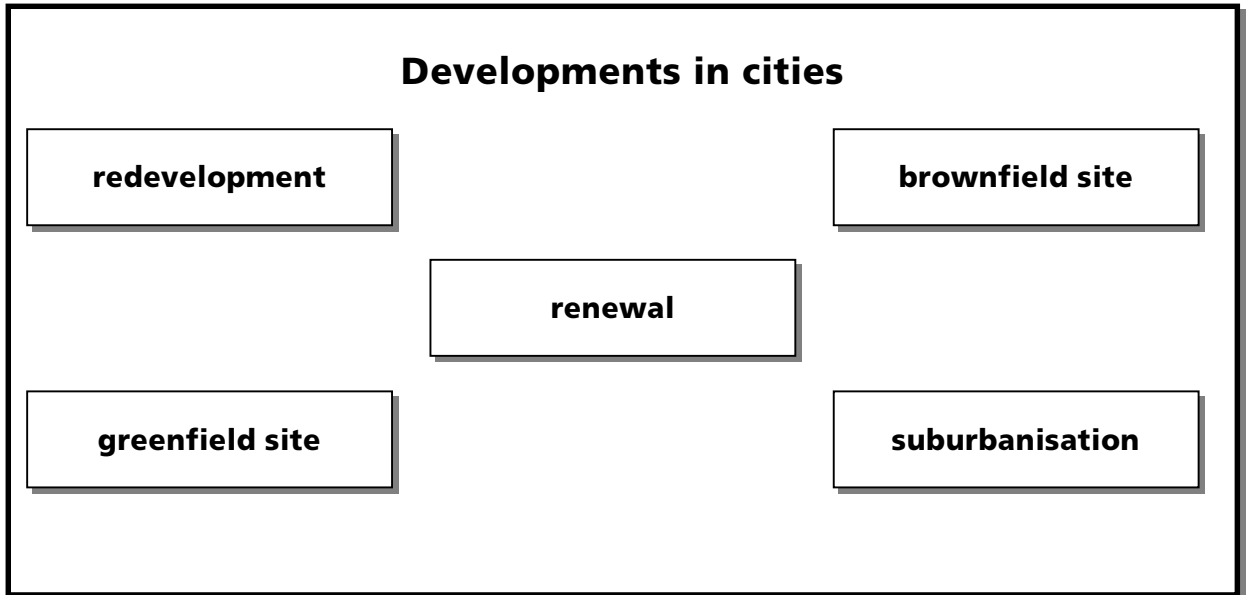 Developments in cities
redevelopment
brownfield site
renewal
greenfield site
suburbanisation